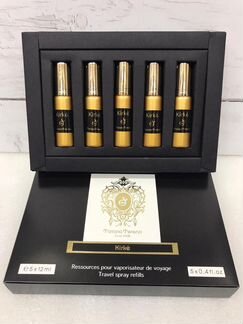 Kirkè
Kirkè
Kirkè
Kirkè
Kirkè
Tiziana Terenzi
Kirkè
Ressources pour vaporisateur de voyage
Travel spray refills
℮ 5 x 12 ml
5 x 0.4 fl.oz